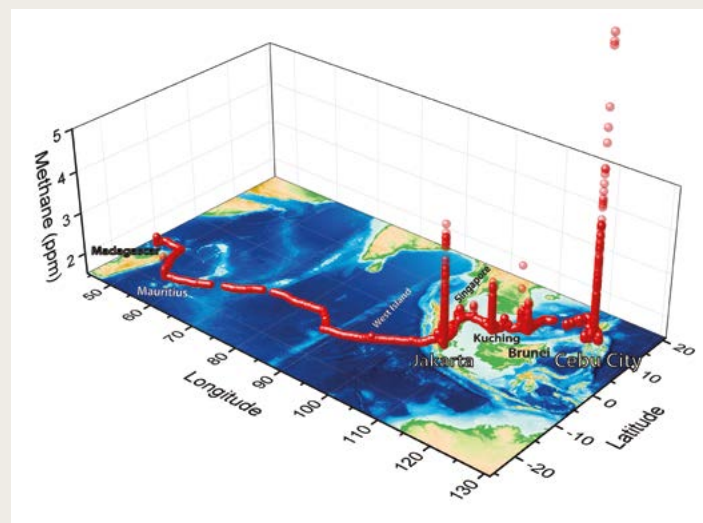 5
4
3
2
Methane (ppm)
Madagascar
Mauritius
West Island
Singapore
Kuching
Brunei
Jakarta
Cebu City
50
60
70
80
90
100
110
120
130
Longitude
20
10
0
-10
-20
Latitude